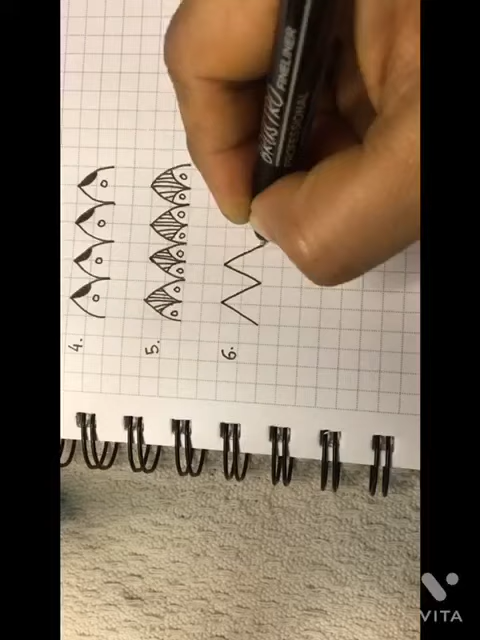 4.
5.
6.
PROFESSIONAL
FINELINER
VITA